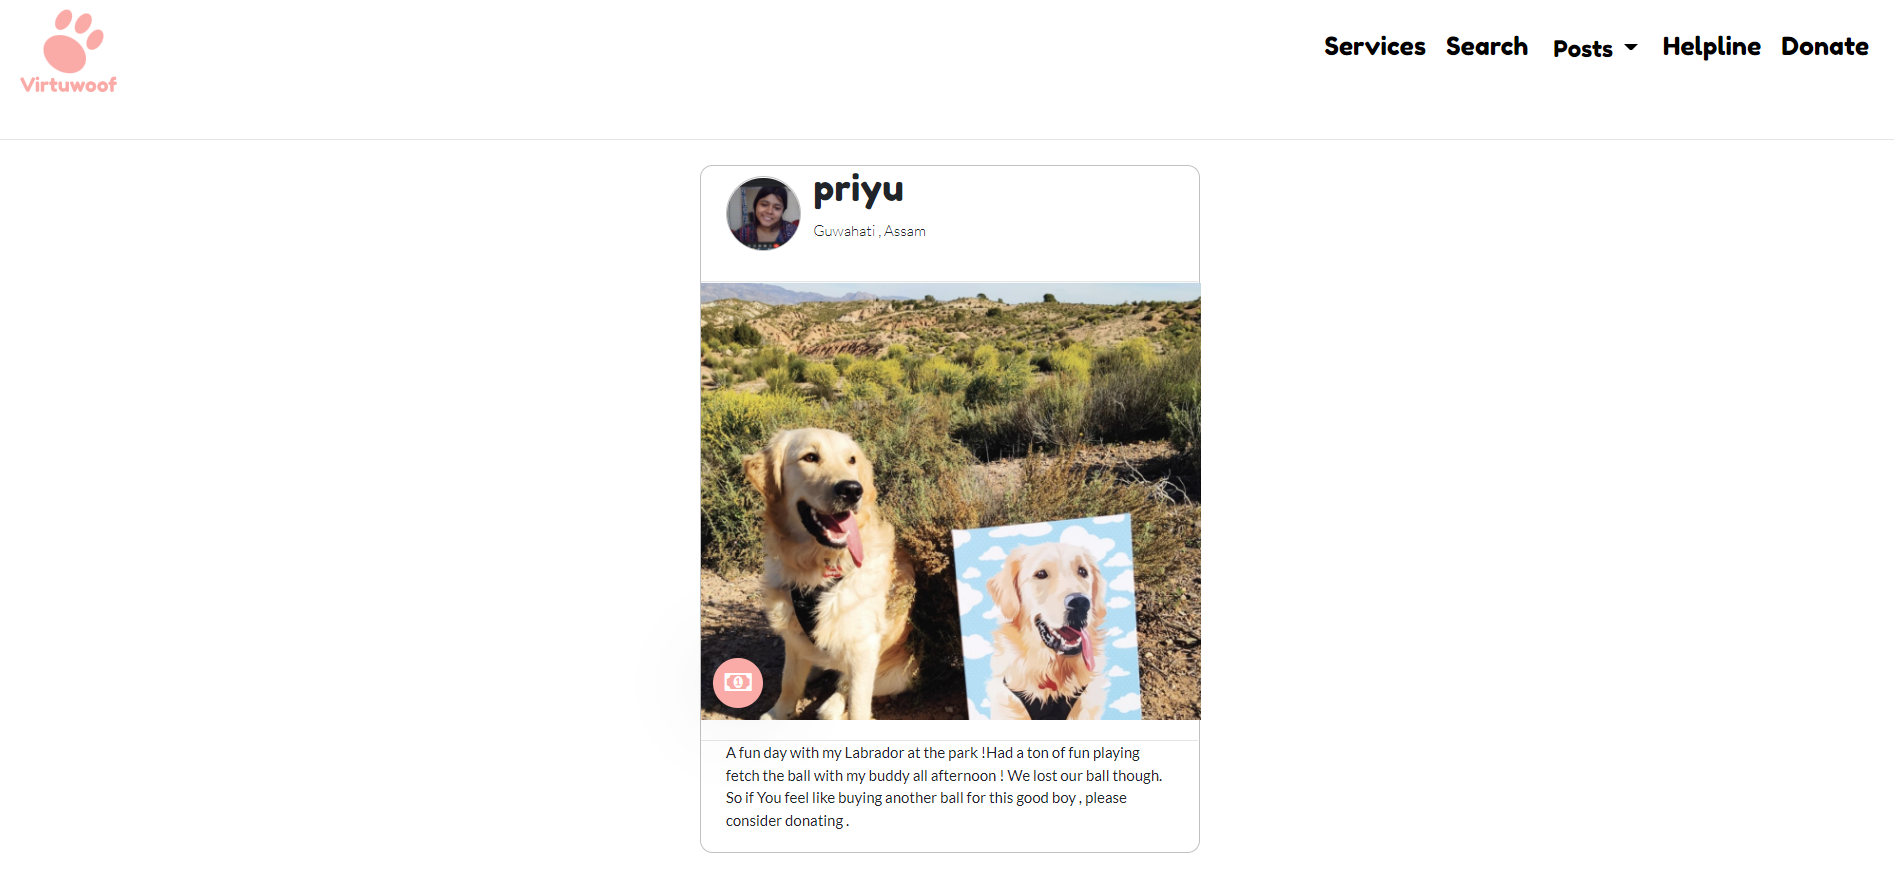 Virtuwoof
Services Search Posts Helpline Donate
priyu
Guwahati , Assam
1
A fun day with my Labrador at the park !Had a ton of fun playing
fetch the ball with my buddy all afternoon ! We lost our ball though.
So if You feel like buying another ball for this good boy , please
consider donating .